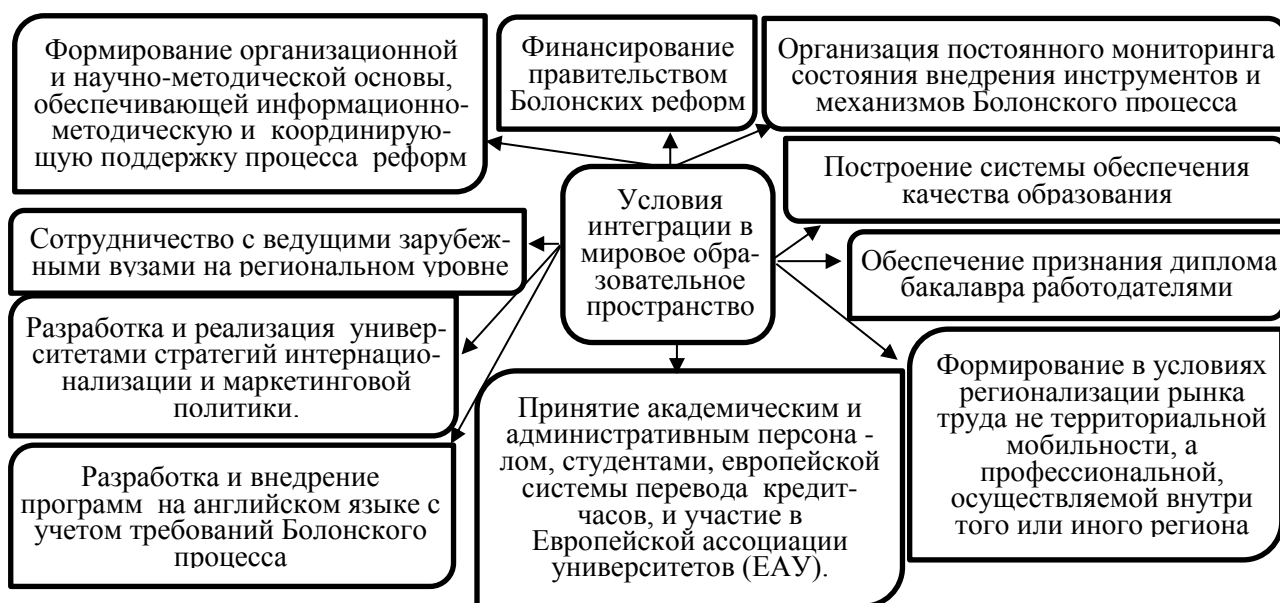 Формирование организационной
и научно-методической основы,
обеспечивающей информационно-
методическую и координирую-
щую поддержку процесса реформ
Финансирование
правительством
Болонских реформ
Организация постоянного мониторинга
состояния внедрения инструментов и
механизмов Болонского процесса
Построение системы обеспечения
качества образования
Условия
интеграции в
мировое обра-
зовательное
пространство
Сотрудничество с ведущими зарубеж-
ными вузами на региональном уровне
Обеспечение признания диплома
бакалавра работодателями
Разработка и реализация универ-
ситетами стратегий интернацио-
нализации и маркетинговой
политики.
Формирование в условиях
регионализации рынка
труда не территориальной
мобильности, а
профессиональной,
осуществляемой внутри
того или иного региона
Принятие академическим и
административным персона -
лом, студентами, европейской
системы перевода кредит-
часов, и участие в
Европейской ассоциации
университетов (ЕАУ).
Разработка и внедрение
программ на английском языке с
учетом требований Болонского
процесса